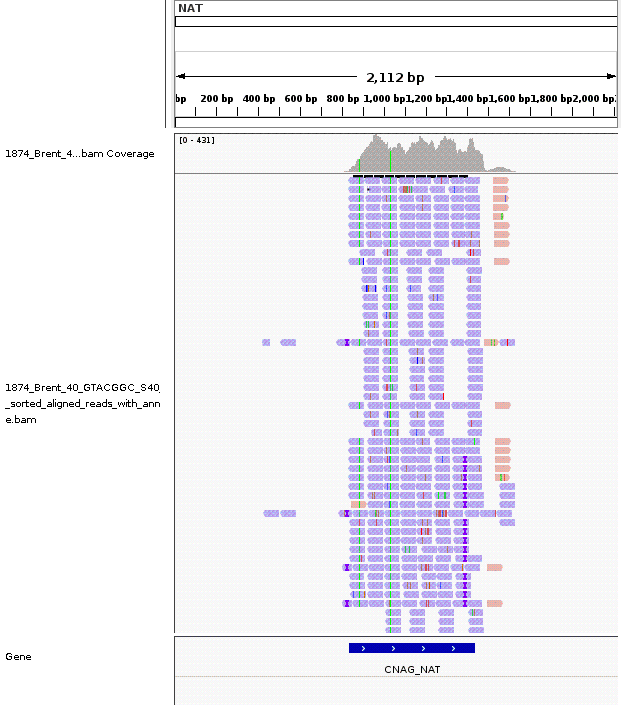 NAT
2,112 bp
bp 200 bp 400 bp 600 bp 800 bp 1,000 bp 1,200 bp 1,400 bp 1,600 bp 1,800 bp 2,000 bp
[0 - 431]
1874_Brent_4...bam Coverage
1874_Brent_40_GTACGGC_S40_
_sorted_aligned_reads_with_ann
e.bam
Gene
CNAG_NAT